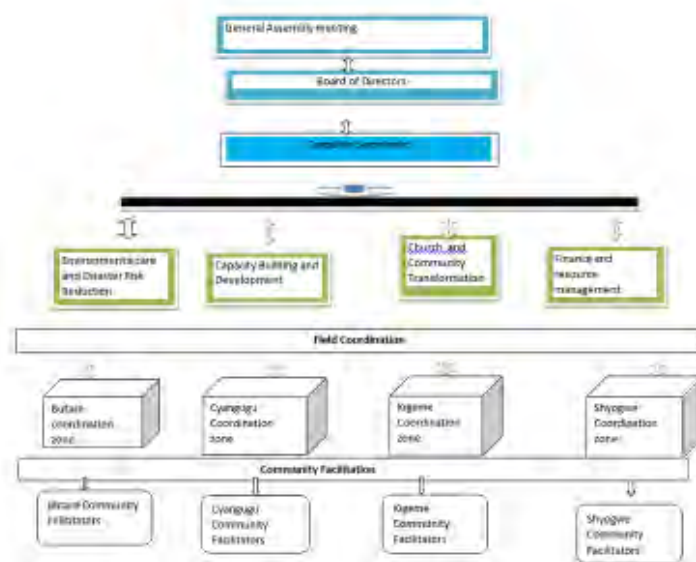 General Assembly meeting
Board of Directors
Environmental care
and Disaster Risk
Reduction
Capacity Building and
Development
Church and
Community
Transformation
Finance and
resource
management
Field Coordination
Butare
coordination
zone
Cyangugu
Coordination
zone
Kigeme
Coordination
zone
Shyogwe
Coordination
zone
Community Facilitation
Butare Community
Facilitators
Cyangugu
Community
Facilitators
Kigeme
Community
Facilitators
Shyogwe
Community
Facilitators